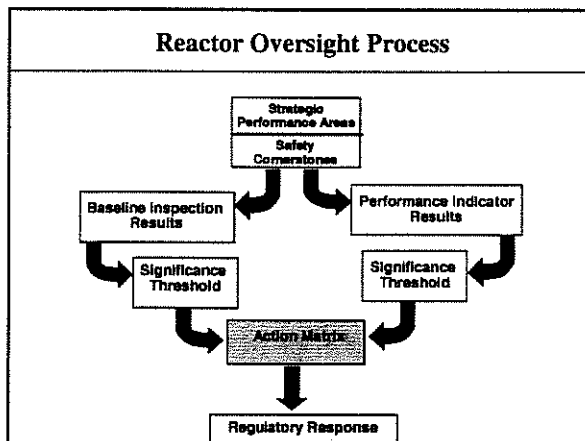 Reactor Oversight Process
Strategic
Performance Areas
Safety
Cornerstones
Baseline Inspection
Results
Performance Indicator
Results
Significance
Threshold
Significance
Threshold
Action Matrix
Regulatory Response